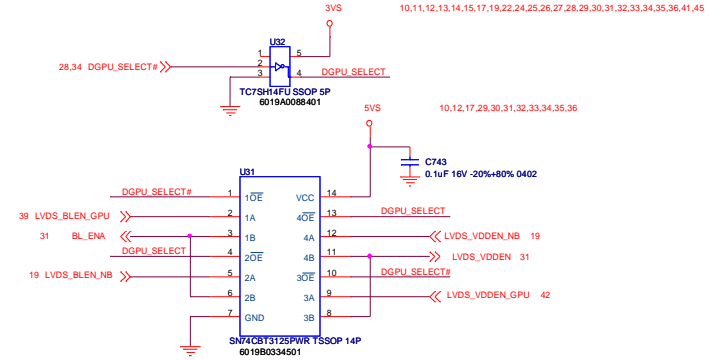 3VS 10,11,12,13,14,15,17,19,22,24,25,26,27,28,29,30,31,32,33,34,35,36,41,45
U32
1 5
28,34 DGPU_SELECT# 2
3 4 DGPU_SELECT
TC7SH14FU SSOP 5P
6019A0088401
5VS 10,12,17,29,30,31,32,33,34,35,36
C743
0.1uF 16V -20%+80% 0402
U31
DGPU_SELECT# 1 1OE VCC 14
39 LVDS_BLEN_GPU 2 1A 4OE 13 DGPU_SELECT
31 BL_ENA 3 1B 4A 12 LVDS_VDDEN_NB 19
DGPU_SELECT 4 2OE 4B 11 LVDS_VDDEN 31
19 LVDS_BLEN_NB 5 2A 3OE 10 DGPU_SELECT#
6 2B 3A 9 LVDS_VDDEN_GPU 42
7 GND 3B 8
SN74CBT3125PWR TSSOP 14P
6019B0334501